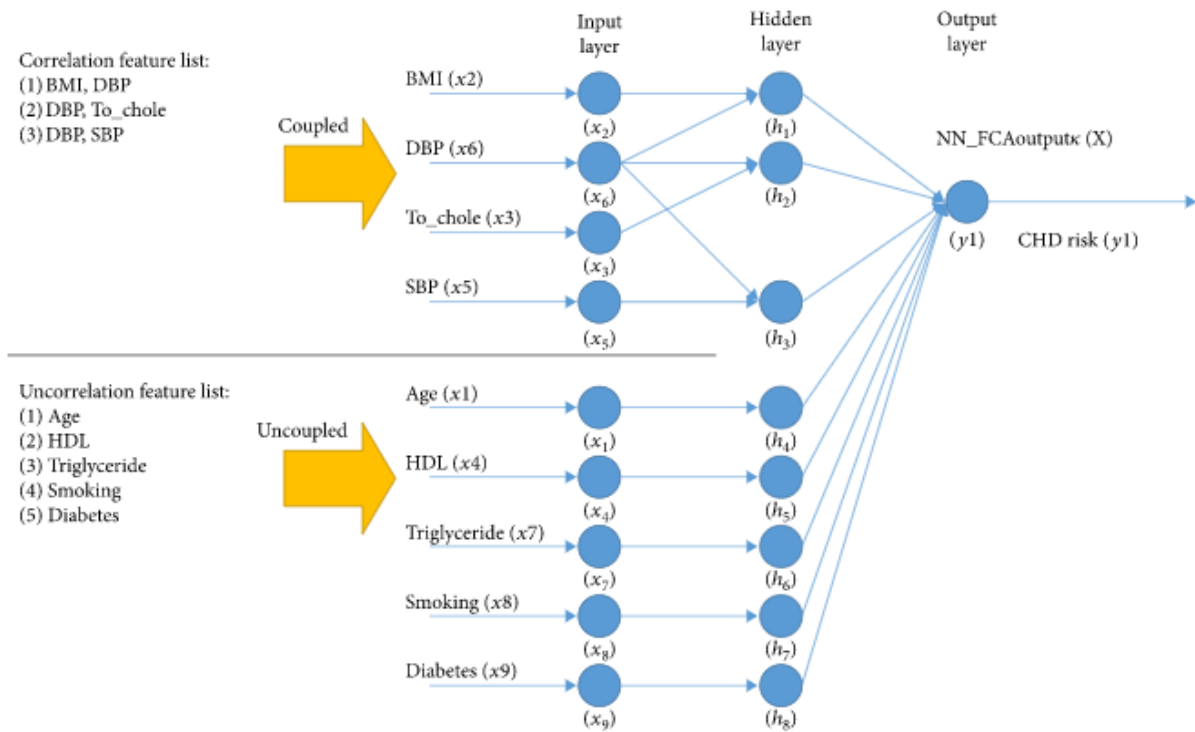 Input
layer
Hidden
layer
Output
layer
Correlation feature list:
(1) BMI, DBP
(2) DBP, To_chole
(3) DBP, SBP
Coupled
BMI (x2)
(x₂)
(h₁)
DBP (x6)
(x₆)
(h₂)
To_chole (x3)
(x₃)
SBP (x5)
(x₅)
(h₃)
NN_FCAoutputκ (X)
(y1)
CHD risk (y1)
Uncorrelation feature list:
(1) Age
(2) HDL
(3) Triglyceride
(4) Smoking
(5) Diabetes
Uncoupled
Age (x1)
(x₁)
(h₄)
HDL (x4)
(x₄)
(h₅)
Triglyceride (x7)
(x₇)
(h₆)
Smoking (x8)
(x₈)
(h₇)
Diabetes (x9)
(x₉)
(h₈)